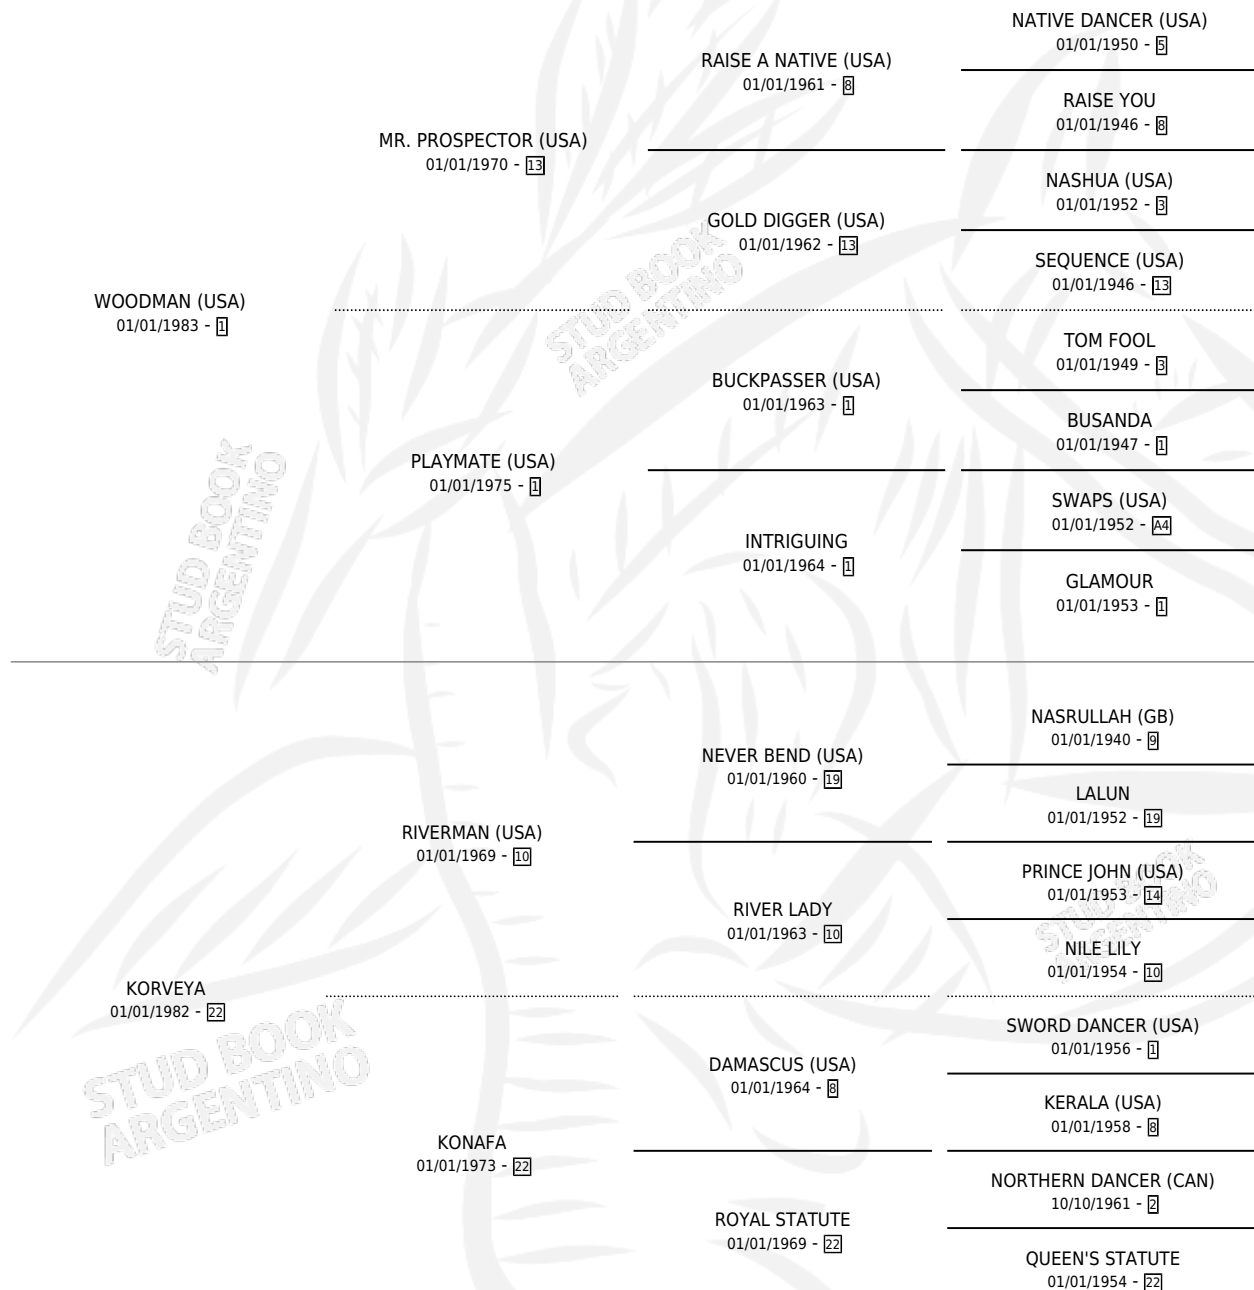 NATIVE DANCER (USA)
01/01/1950 - 5
RAISE A NATIVE (USA)
01/01/1961 - 8
RAISE YOU
01/01/1946 - 8
MR. PROSPECTOR (USA)
01/01/1970 - 13
NASHUA (USA)
01/01/1952 - 3
GOLD DIGGER (USA)
01/01/1962 - 13
SEQUENCE (USA)
01/01/1946 - 13
WOODMAN (USA)
01/01/1983 - 1
STUD BOOK
ARGENTINO
TOM FOOL
01/01/1949 - 3
BUCKPASSER (USA)
01/01/1963 - 1
BUSANDA
01/01/1947 - 1
PLAYMATE (USA)
01/01/1975 - 1
SWAPS (USA)
01/01/1952 - A4
INTRIGUING
01/01/1964 - 1
GLAMOUR
01/01/1953 - 1
STUD BOOK
ARGENTINO
NASRULLAH (GB)
01/01/1940 - 9
NEVER BEND (USA)
01/01/1960 - 19
LALUN
01/01/1952 - 19
RIVERMAN (USA)
01/01/1969 - 10
PRINCE JOHN (USA)
01/01/1953 - 14
RIVER LADY
01/01/1963 - 10
NILE LILY
01/01/1954 - 10
STUD BOOK
ARGENTINO
KORVEYA
01/01/1982 - 22
STUD BOOK
ARGENTINO
SWORD DANCER (USA)
01/01/1956 - 1
DAMASCUS (USA)
01/01/1964 - 8
KERALA (USA)
01/01/1958 - 8
KONAFA
01/01/1973 - 22
NORTHERN DANCER (CAN)
10/10/1961 - 2
ROYAL STATUTE
01/01/1969 - 22
QUEEN'S STATUTE
01/01/1954 - 22